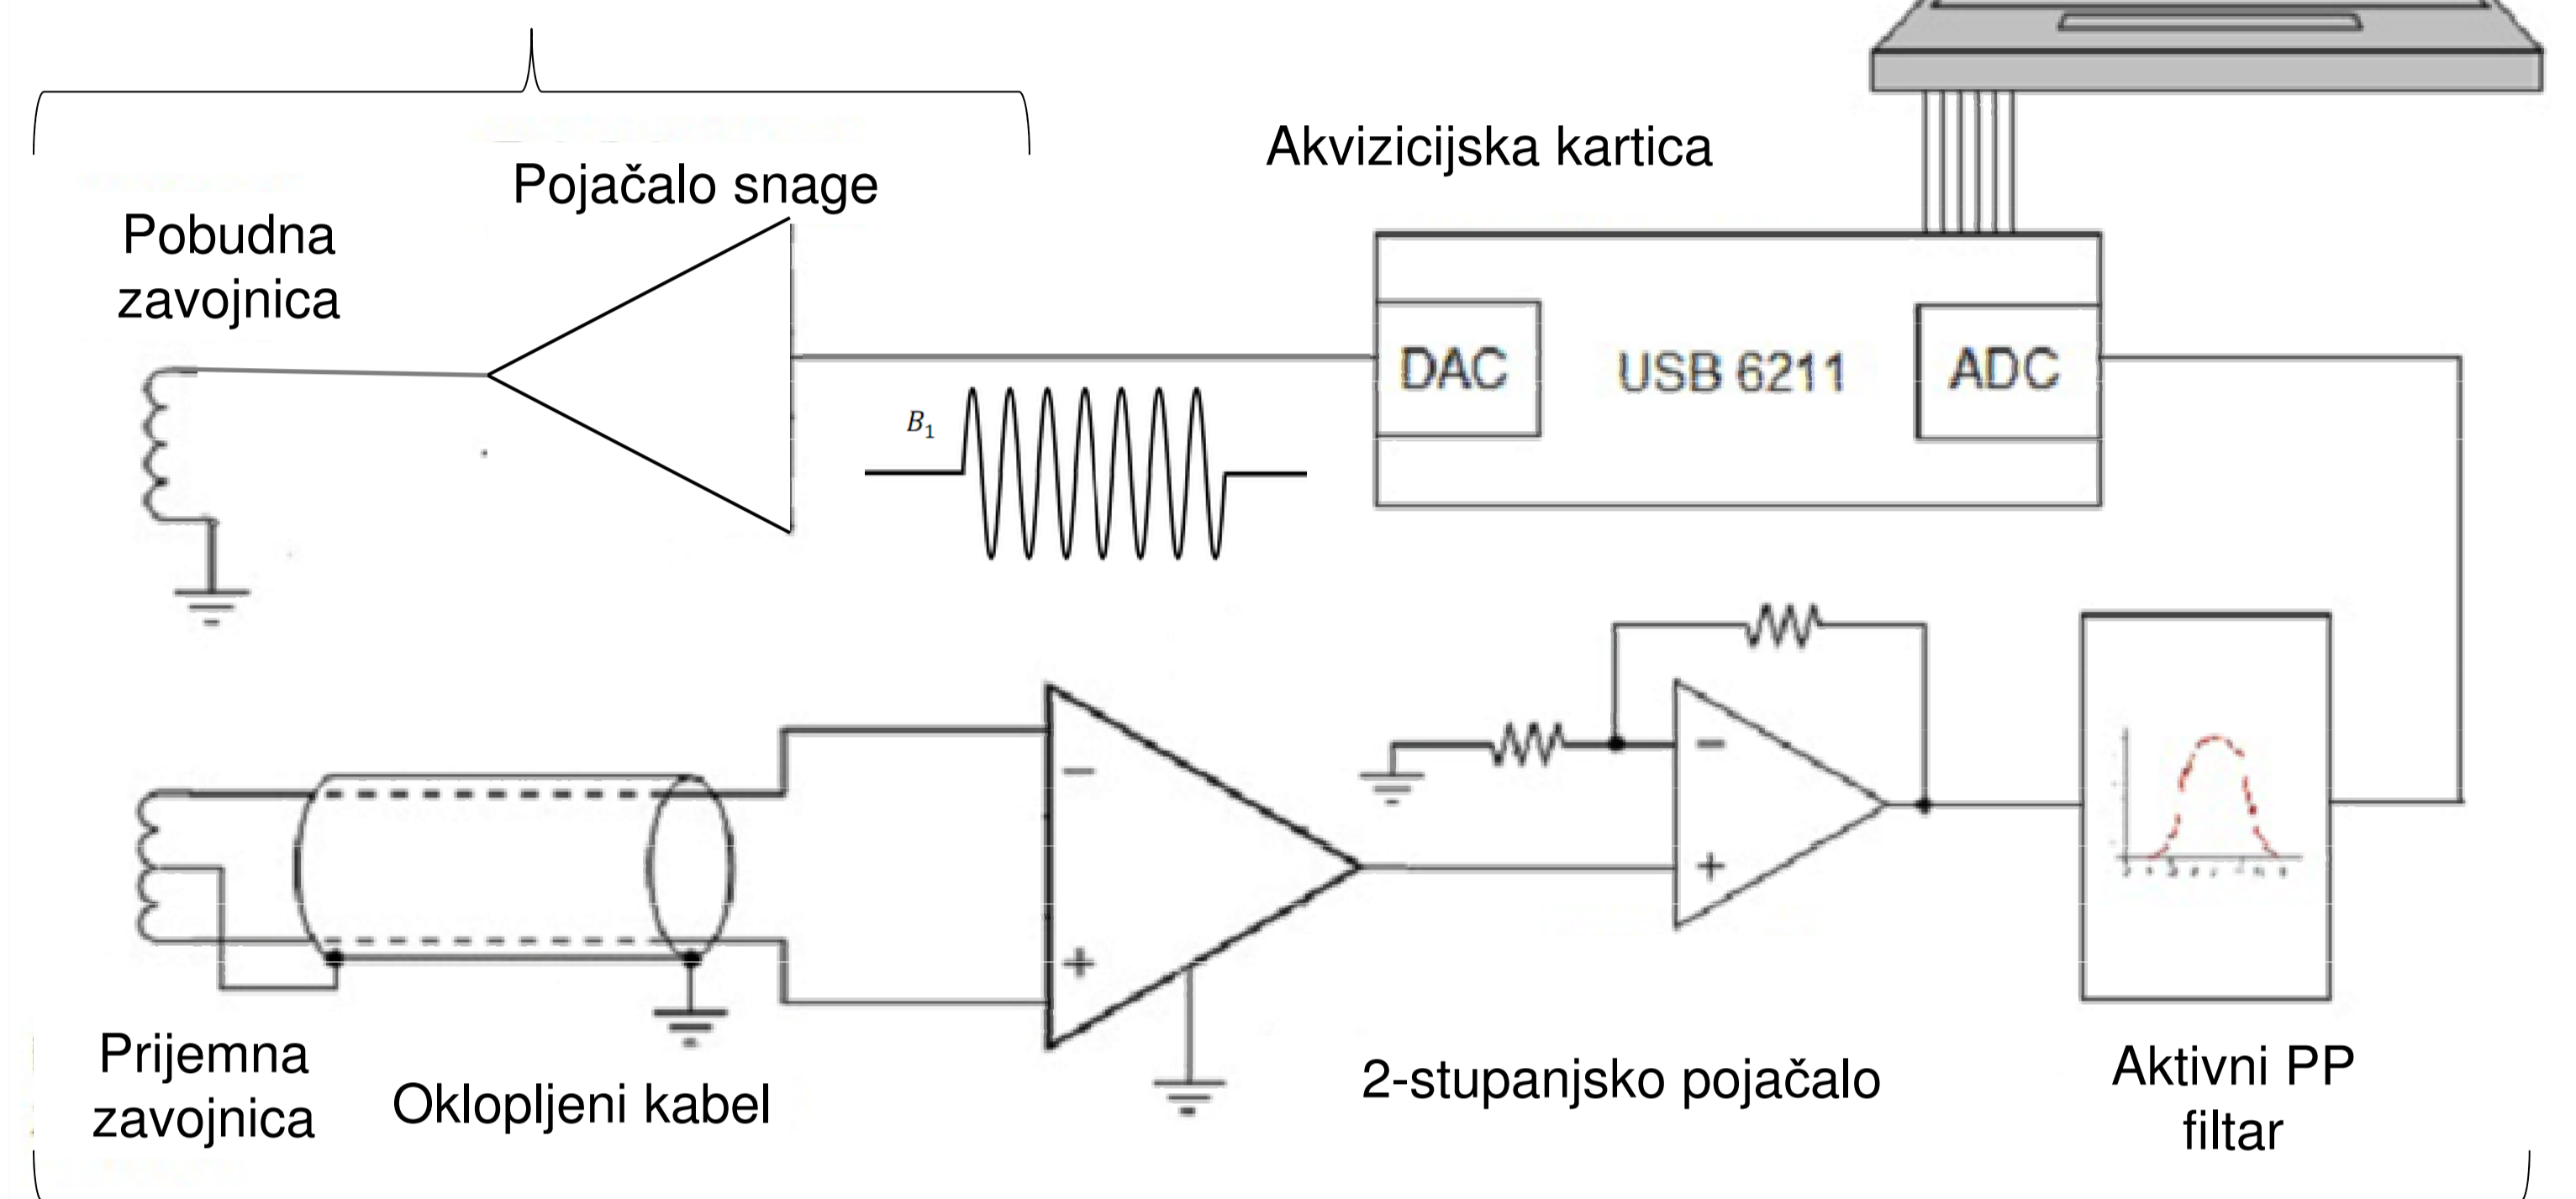 Akvizicijska kartica
Pojačalo snage
Pobudna
zavojnica
DAC
USB 6211
ADC
B₁
−
+
−
+
Prijemna
zavojnica
Oklopljeni kabel
2-stupanjsko pojačalo
Aktivni PP
filtar